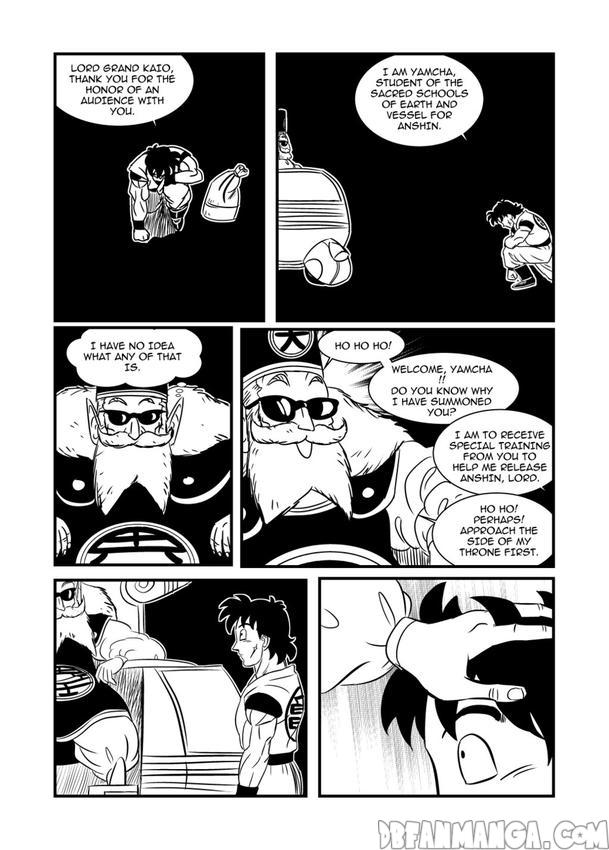 LORD GRAND KAIO,
THANK YOU FOR THE
HONOR OF AN
AUDIENCE WITH
YOU.
I AM YAMCHA,
STUDENT OF THE
SACRED SCHOOLS
OF EARTH AND
VESSEL FOR
ANSHIN.
I HAVE NO IDEA
WHAT ANY OF THAT
IS.
大
HO HO HO!
WELCOME, YAMCHA
!!
DO YOU KNOW WHY
I HAVE SUMMONED
YOU?
I AM TO RECEIVE
SPECIAL TRAINING
FROM YOU TO
HELP ME RELEASE
ANSHIN, LORD.
HO HO!
PERHAPS!
APPROACH THE
SIDE OF MY
THRONE FIRST.
DBFANMANGA.COM